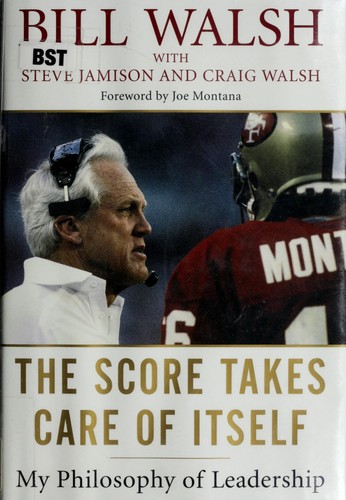 BILL WALSH
BST
WITH
STEVE JAMISON AND CRAIG WALSH
Foreword by Joe Montana
MONT
16
THE SCORE TAKES
CARE OF ITSELF
My Philosophy of Leadership